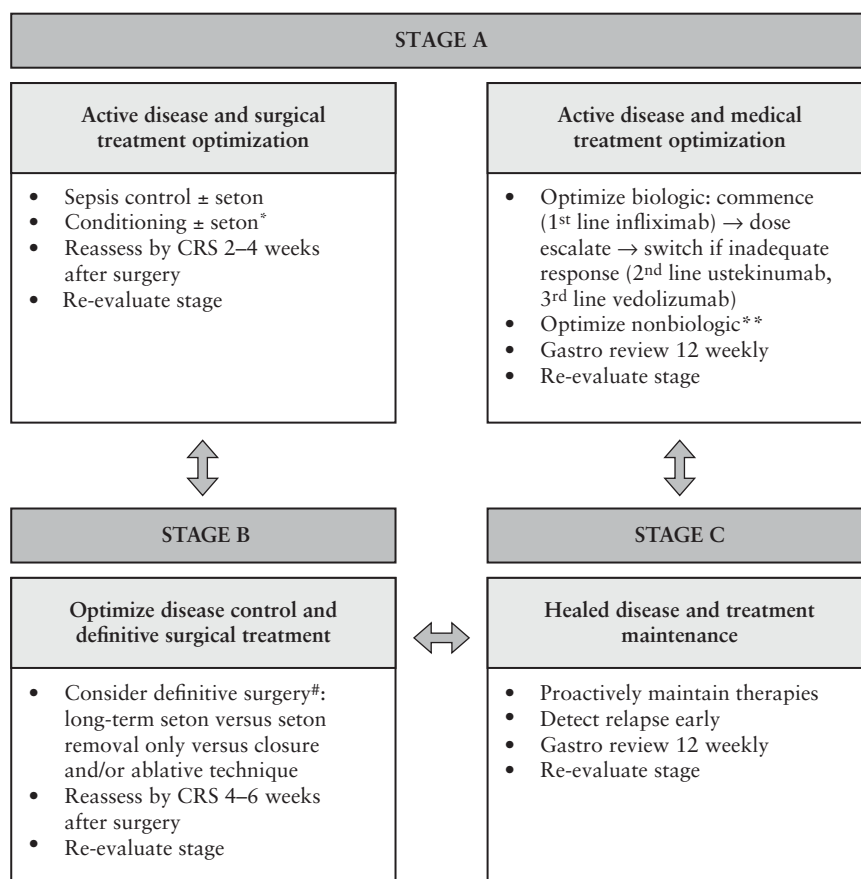 STAGE A
Active disease and surgical
treatment optimization
• Sepsis control ± seton
• Conditioning ± seton*
• Reassess by CRS 2–4 weeks
after surgery
• Re-evaluate stage
Active disease and medical
treatment optimization
• Optimize biologic: commence
(1st line infliximab) → dose
escalate → switch if inadequate
response (2nd line ustekinumab,
3rd line vedolizumab)
• Optimize nonbiologic**
• Gastro review 12 weekly
• Re-evaluate stage
STAGE B
Optimize disease control and
definitive surgical treatment
• Consider definitive surgery#:
long-term seton versus seton
removal only versus closure
and/or ablative technique
• Reassess by CRS 4–6 weeks
after surgery
• Re-evaluate stage
STAGE C
Healed disease and treatment
maintenance
• Proactively maintain therapies
• Detect relapse early
• Gastro review 12 weekly
• Re-evaluate stage